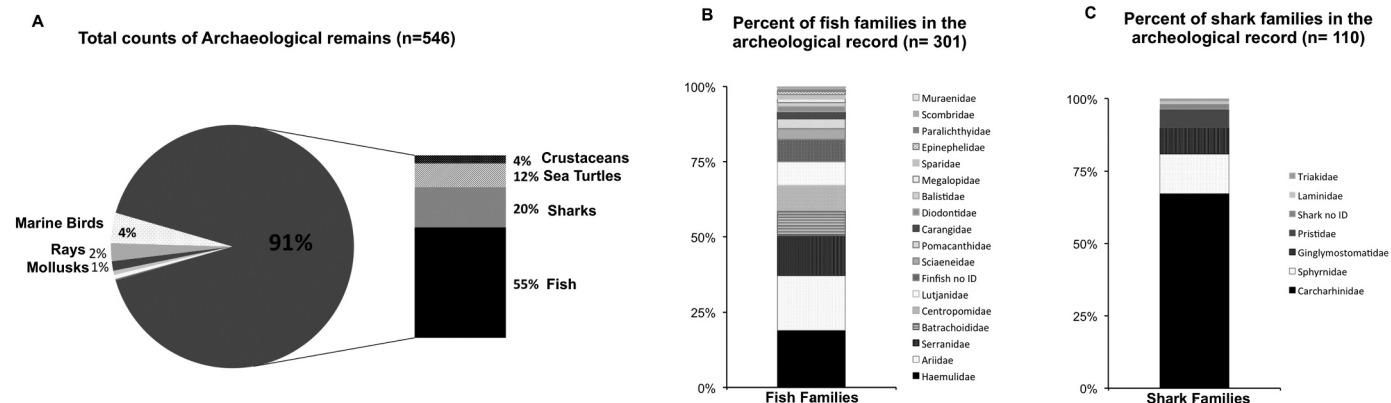 A
Total counts of Archaeological remains (n=546)
Marine Birds
4%
Rays
2%
Mollusks
1%
91%
4% Crustaceans
12% Sea Turtles
20% Sharks
55% Fish
B
Percent of fish families in the
archeological record (n= 301)
100%
75%
50%
25%
0%
Muraenidae
Scombridae
Paralichthyidae
Epinephelidae
Sparidae
Megalopidae
Balistidae
Diodontidae
Carangidae
Pomacanthidae
Sciaeneidae
Finfish no ID
Lutjanidae
Centropomidae
Batrachoididae
Serranidae
Ariidae
Haemulidae
Fish Families
C
Percent of shark families in the
archeological record (n= 110)
100%
75%
50%
25%
0%
Triakidae
Laminidae
Shark no ID
Pristidae
Ginglymostomatidae
Sphyrnidae
Carcharhinidae
Shark Families